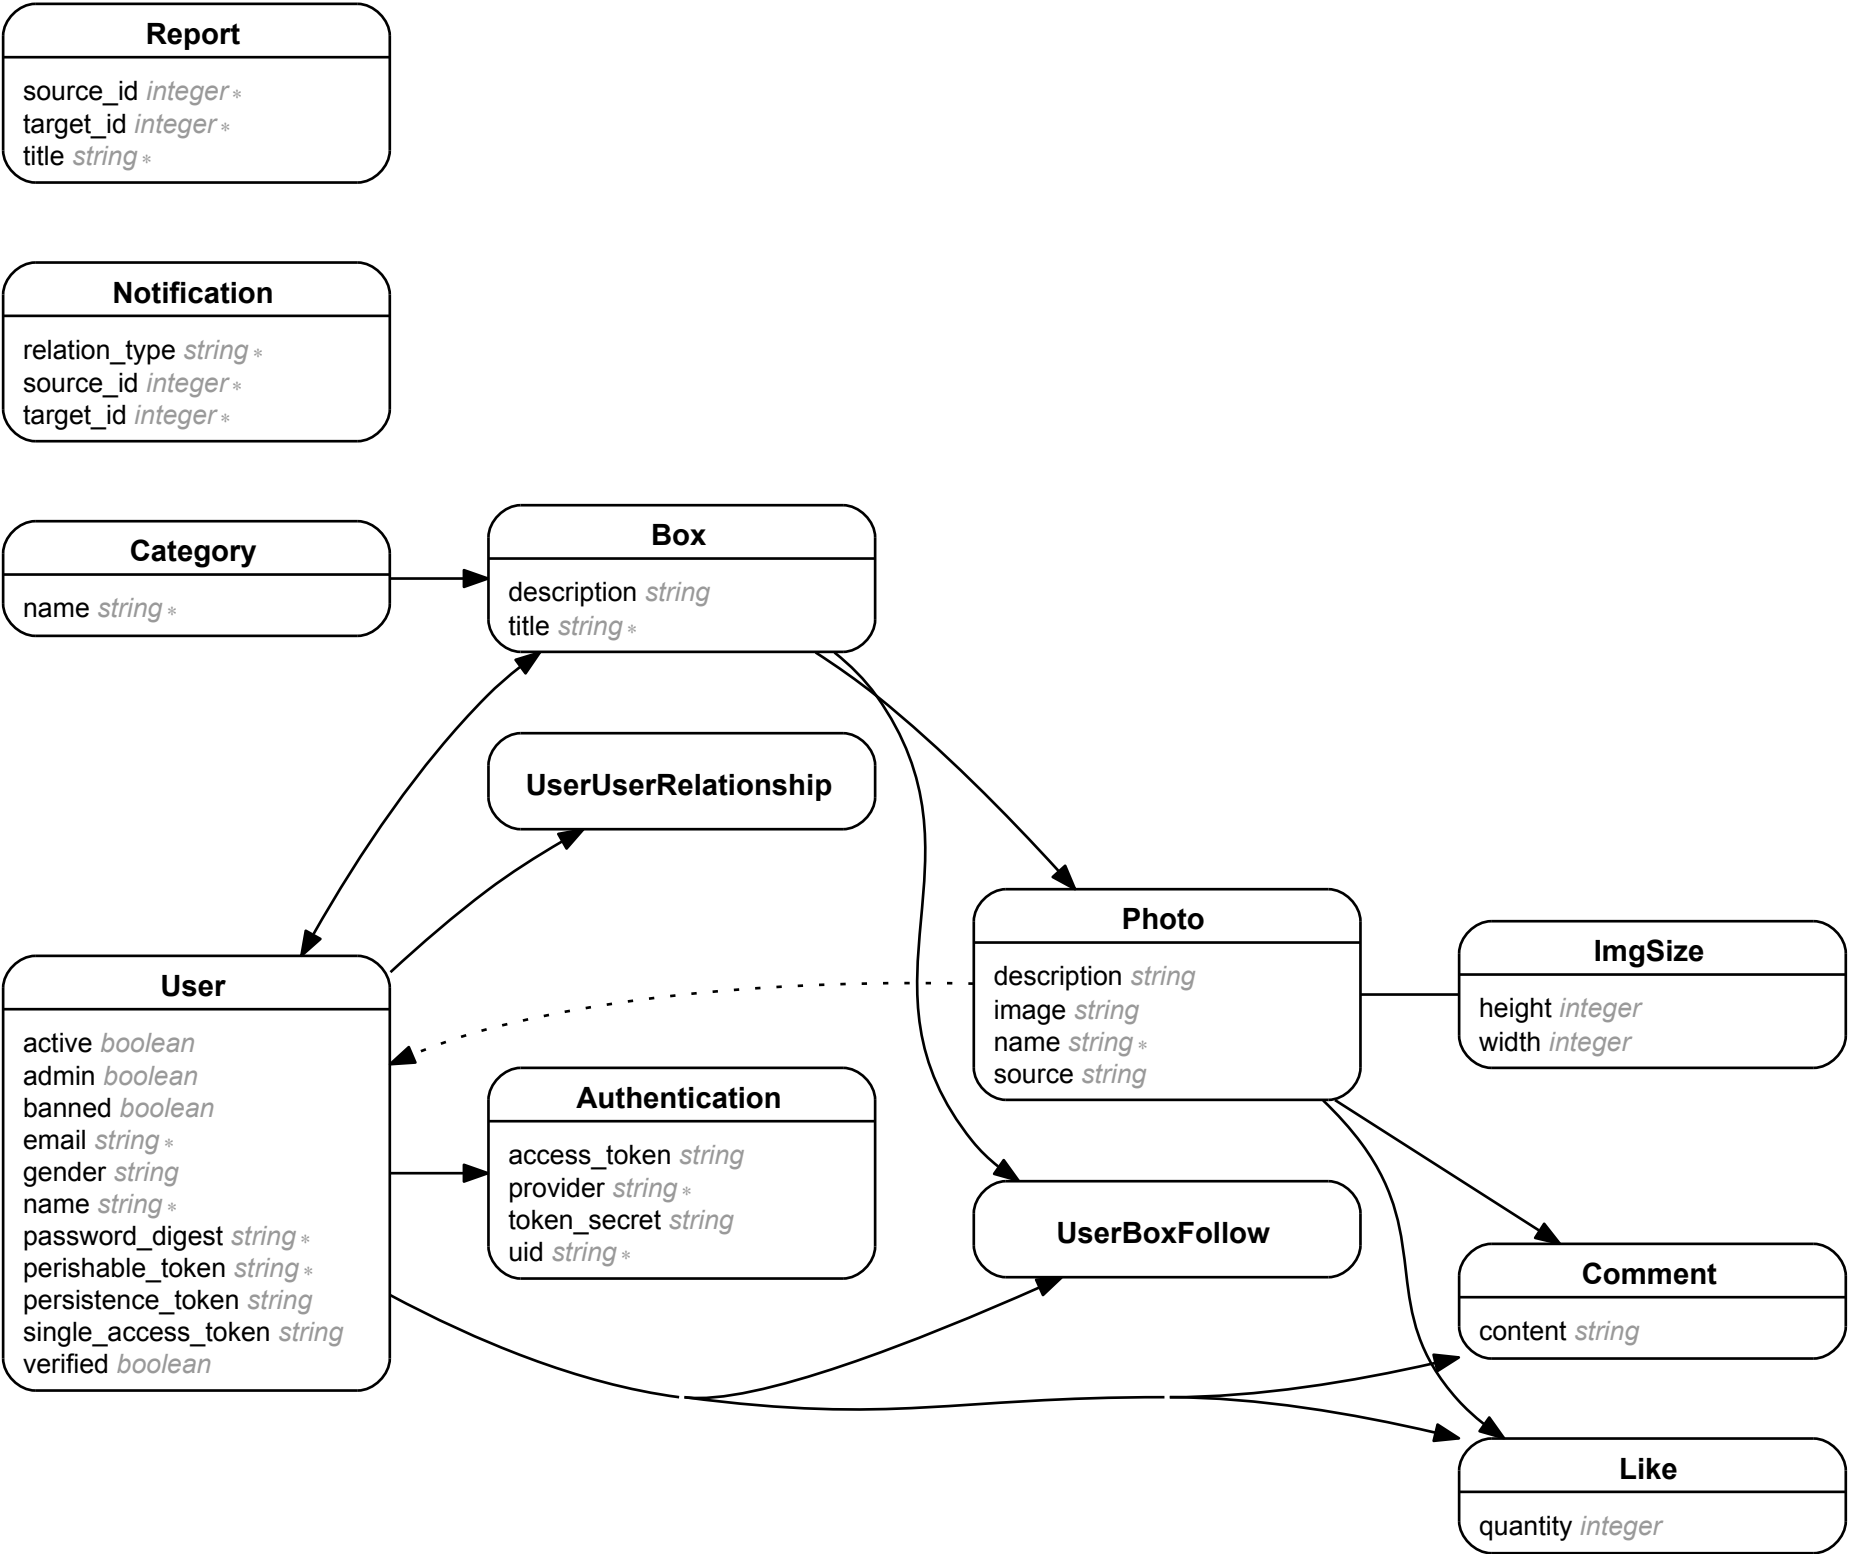 Report
source_id integer *
target_id integer *
title string *
Notification
relation_type string *
source_id integer *
target_id integer *
Category
name string *
Box
description string
title string *
UserUserRelationship
User
active boolean
admin boolean
banned boolean
email string *
gender string
name string *
password_digest string *
perishable_token string *
persistence_token string
single_access_token string
verified boolean
Authentication
access_token string
provider string *
token_secret string
uid string *
Photo
description string
image string
name string *
source string
UserBoxFollow
ImgSize
height integer
width integer
Comment
content string
Like
quantity integer